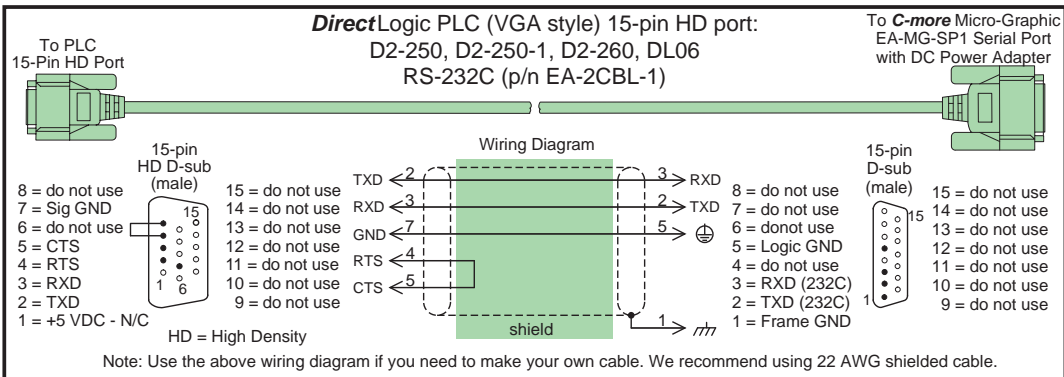 DirectLogic PLC (VGA style) 15-pin HD port:
D2-250, D2-250-1, D2-260, DL06
RS-232C (p/n EA-2CBL-1)
To PLC
15-Pin HD Port
To C-more Micro-Graphic
EA-MG-SP1 Serial Port
with DC Power Adapter
Wiring Diagram
15-pin
HD D-sub
(male)
8 = do not use
7 = Sig GND
6 = do not use
5 = CTS
4 = RTS
3 = RXD
2 = TXD
1 = +5 VDC - N/C
15
1
6
HD = High Density
15 = do not use
14 = do not use
13 = do not use
12 = do not use
11 = do not use
10 = do not use
9 = do not use
TXD 2 3 RXD
RXD 3 2 TXD
GND 7 5
RTS 4
CTS 5
1
shield
8 = do not use
7 = do not use
6 = donot use
5 = Logic GND
4 = do not use
3 = RXD (232C)
2 = TXD (232C)
1 = Frame GND
15-pin
D-sub
(male)
15
1
15 = do not use
14 = do not use
13 = do not use
12 = do not use
11 = do not use
10 = do not use
9 = do not use
Note: Use the above wiring diagram if you need to make your own cable. We recommend using 22 AWG shielded cable.